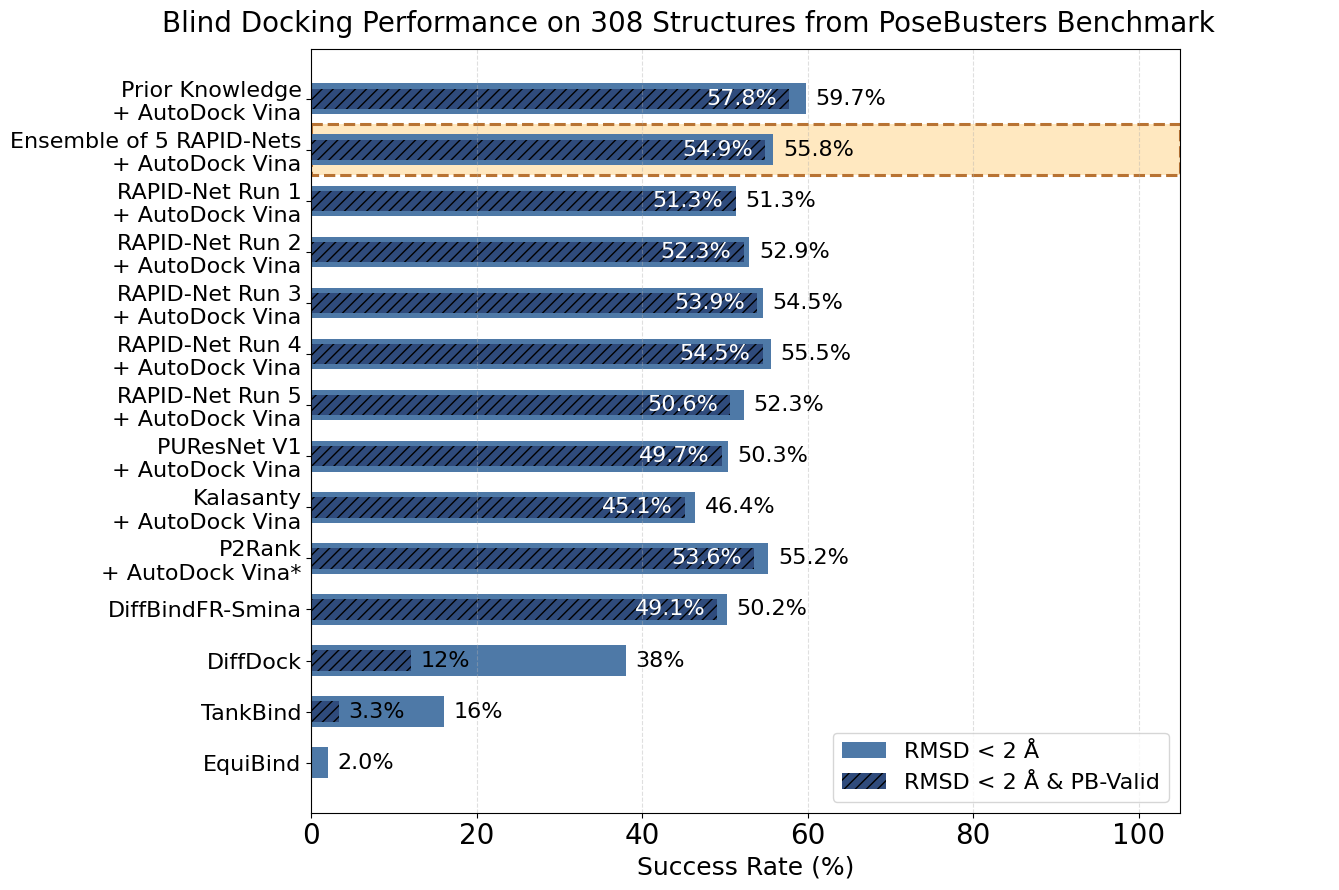 Blind Docking Performance on 308 Structures from PoseBusters Benchmark
Prior Knowledge
+ AutoDock Vina
57.8%
59.7%
Ensemble of 5 RAPID-Nets
+ AutoDock Vina
54.9%
55.8%
RAPID-Net Run 1
+ AutoDock Vina
51.3%
51.3%
RAPID-Net Run 2
+ AutoDock Vina
52.3%
52.9%
RAPID-Net Run 3
+ AutoDock Vina
53.9%
54.5%
RAPID-Net Run 4
+ AutoDock Vina
54.5%
55.5%
RAPID-Net Run 5
+ AutoDock Vina
50.6%
52.3%
PUResNet V1
+ AutoDock Vina
49.7%
50.3%
Kalasanty
+ AutoDock Vina
45.1%
46.4%
P2Rank
+ AutoDock Vina*
53.6%
55.2%
DiffBindFR-Smina
49.1%
50.2%
DiffDock
12%
38%
TankBind
3.3%
16%
EquiBind
2.0%
RMSD < 2 Å
RMSD < 2 Å & PB-Valid
0 20 40 60 80 100
Success Rate (%)